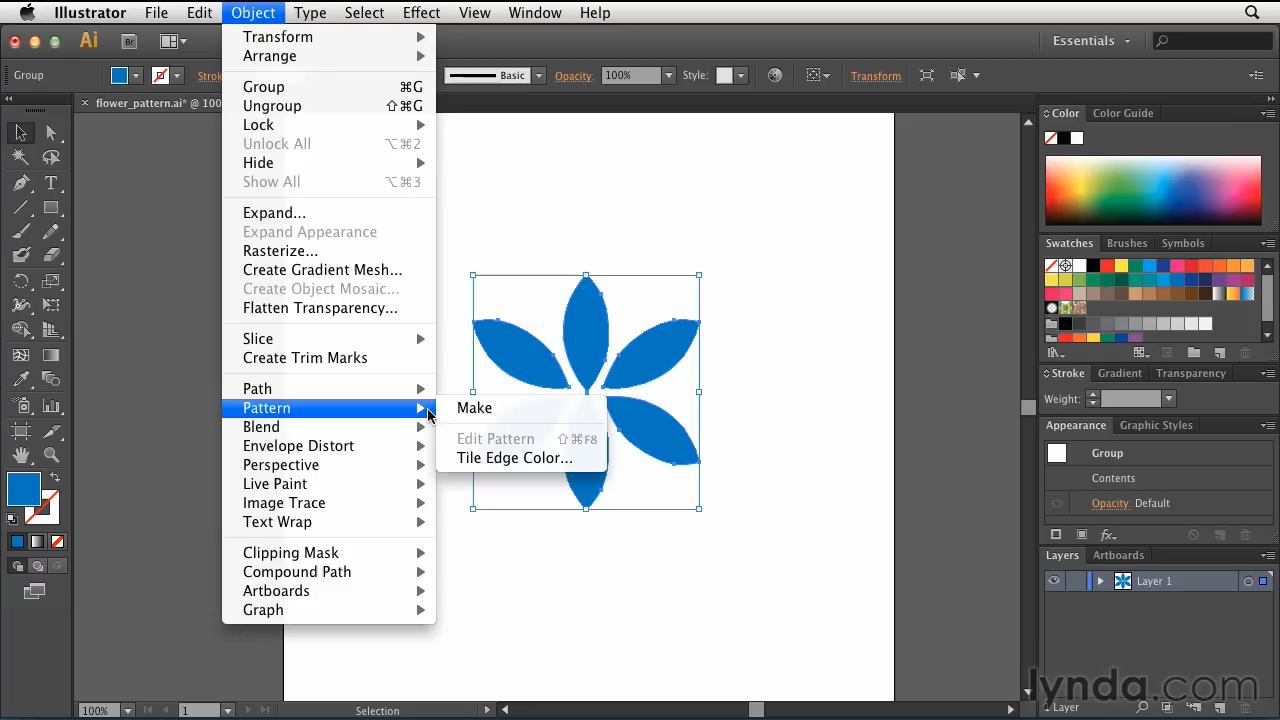 Illustrator File Edit Object Type Select Effect View Window Help
Ai Br Essentials
Group Strok Basic Opacity: 100% Style: Transform
× flower_pattern.ai* @ 100
Transform
Arrange
Group ⌘G
Ungroup ⇧⌘G
Lock
Unlock All ⌥⌘2
Hide
Show All ⌥⌘3
Expand...
Expand Appearance
Rasterize...
Create Gradient Mesh...
Create Object Mosaic...
Flatten Transparency...
Slice
Create Trim Marks
Path
Pattern
Blend
Envelope Distort
Perspective
Live Paint
Image Trace
Text Wrap
Clipping Mask
Compound Path
Artboards
Graph
Make
Edit Pattern ⇧⌘F8
Tile Edge Color...
Color Color Guide
Swatches Brushes Symbols
Stroke Gradient Transparency
Weight:
Appearance Graphic Styles
Group
Contents
Opacity: Default
Layers Artboards
Layer 1
1 Layer
lynda.com
100% 1 Selection